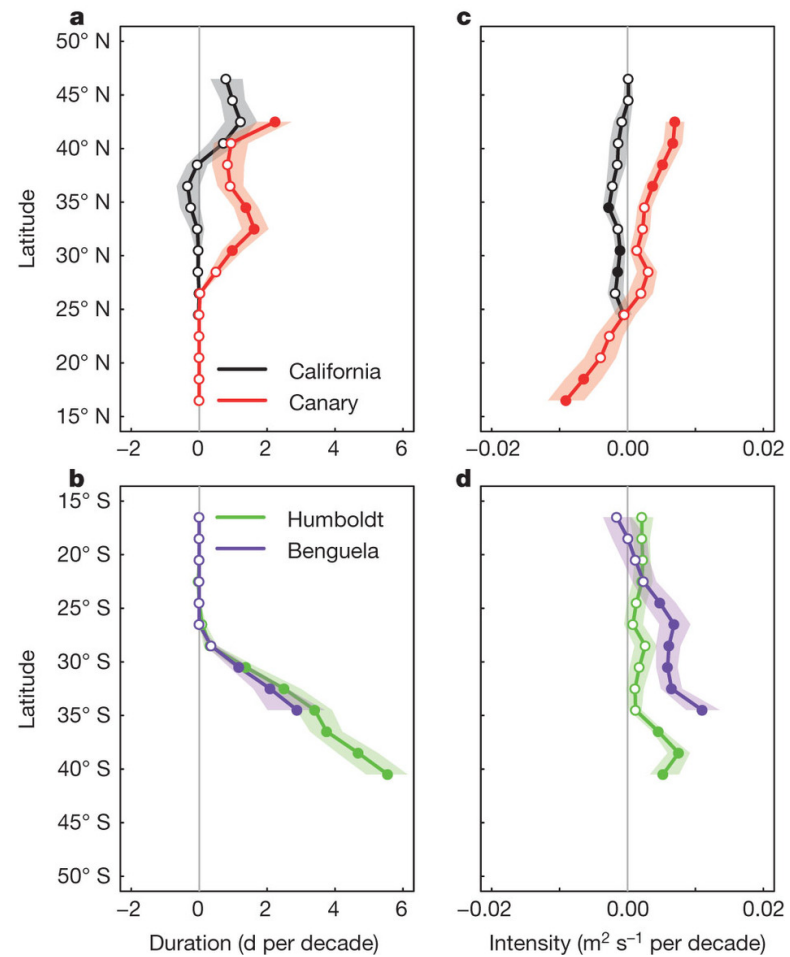 a
50° N
45° N
40° N
35° N
30° N
25° N
20° N
15° N
Latitude
California
Canary
−2
0
2
4
6
c
−0.02
0.00
0.02
b
15° S
20° S
25° S
30° S
35° S
40° S
45° S
50° S
Latitude
Humboldt
Benguela
−2
0
2
4
6
Duration (d per decade)
d
−0.02
0.00
0.02
Intensity (m² s⁻¹ per decade)